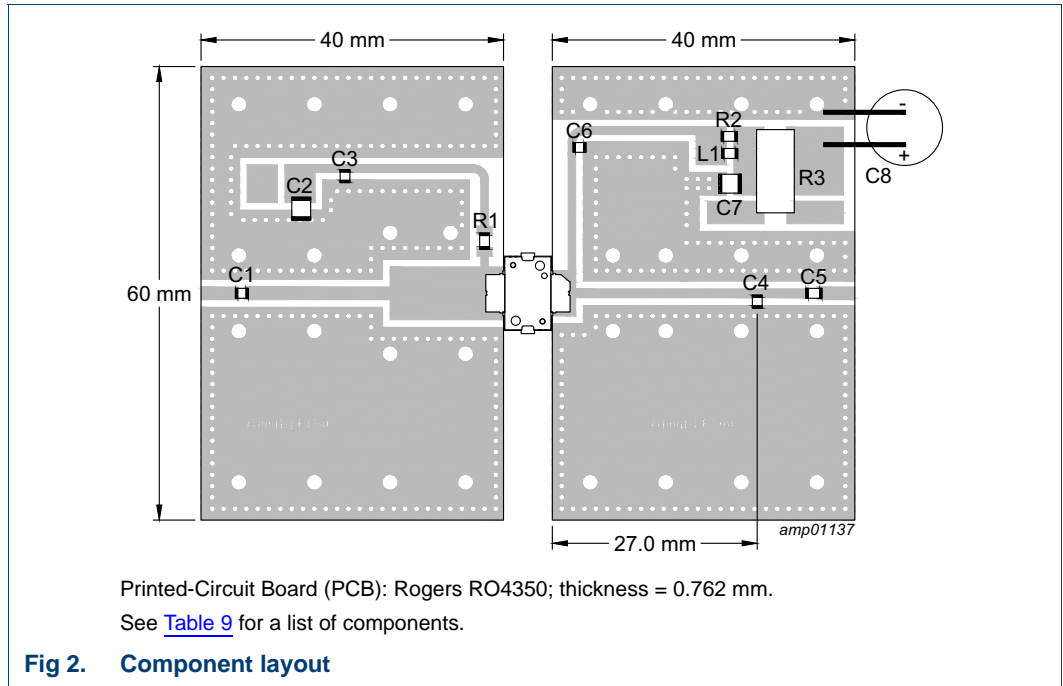 40 mm 40 mm
-
R2
C6
L1
+
C3
C8
R3
C2
C7
R1
C1
C4
C5
60 mm
27.0 mm
amp01137
Printed-Circuit Board (PCB): Rogers RO4350; thickness = 0.762 mm.
See Table 9 for a list of components.
Fig 2. Component layout